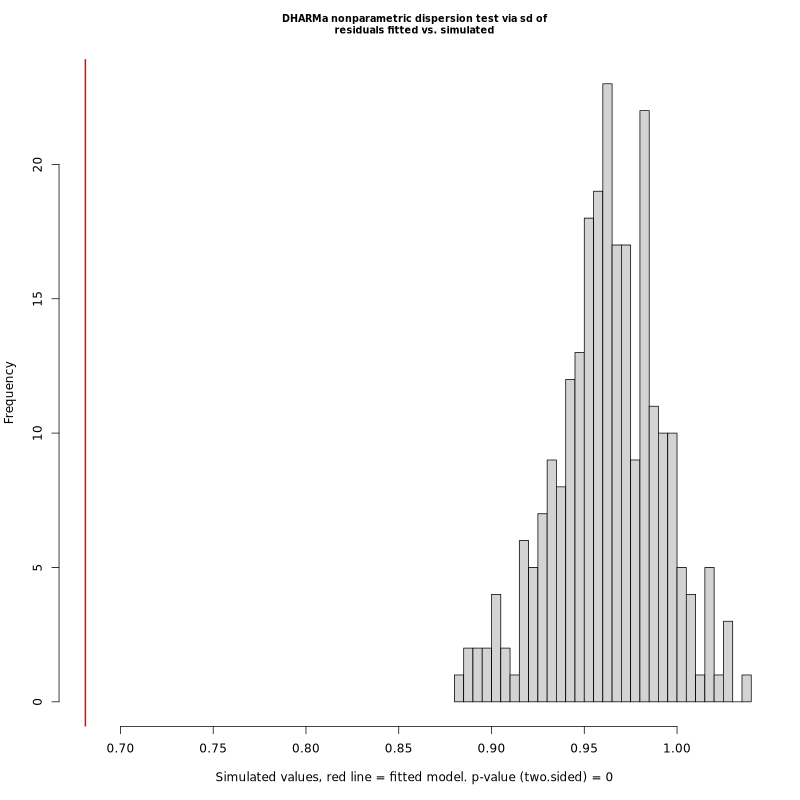 DHARMa nonparametric dispersion test via sd of
residuals fitted vs. simulated
Frequency
20
15
10
5
0
0.70 0.75 0.80 0.85 0.90 0.95 1.00
Simulated values, red line = fitted model. p-value (two.sided) = 0